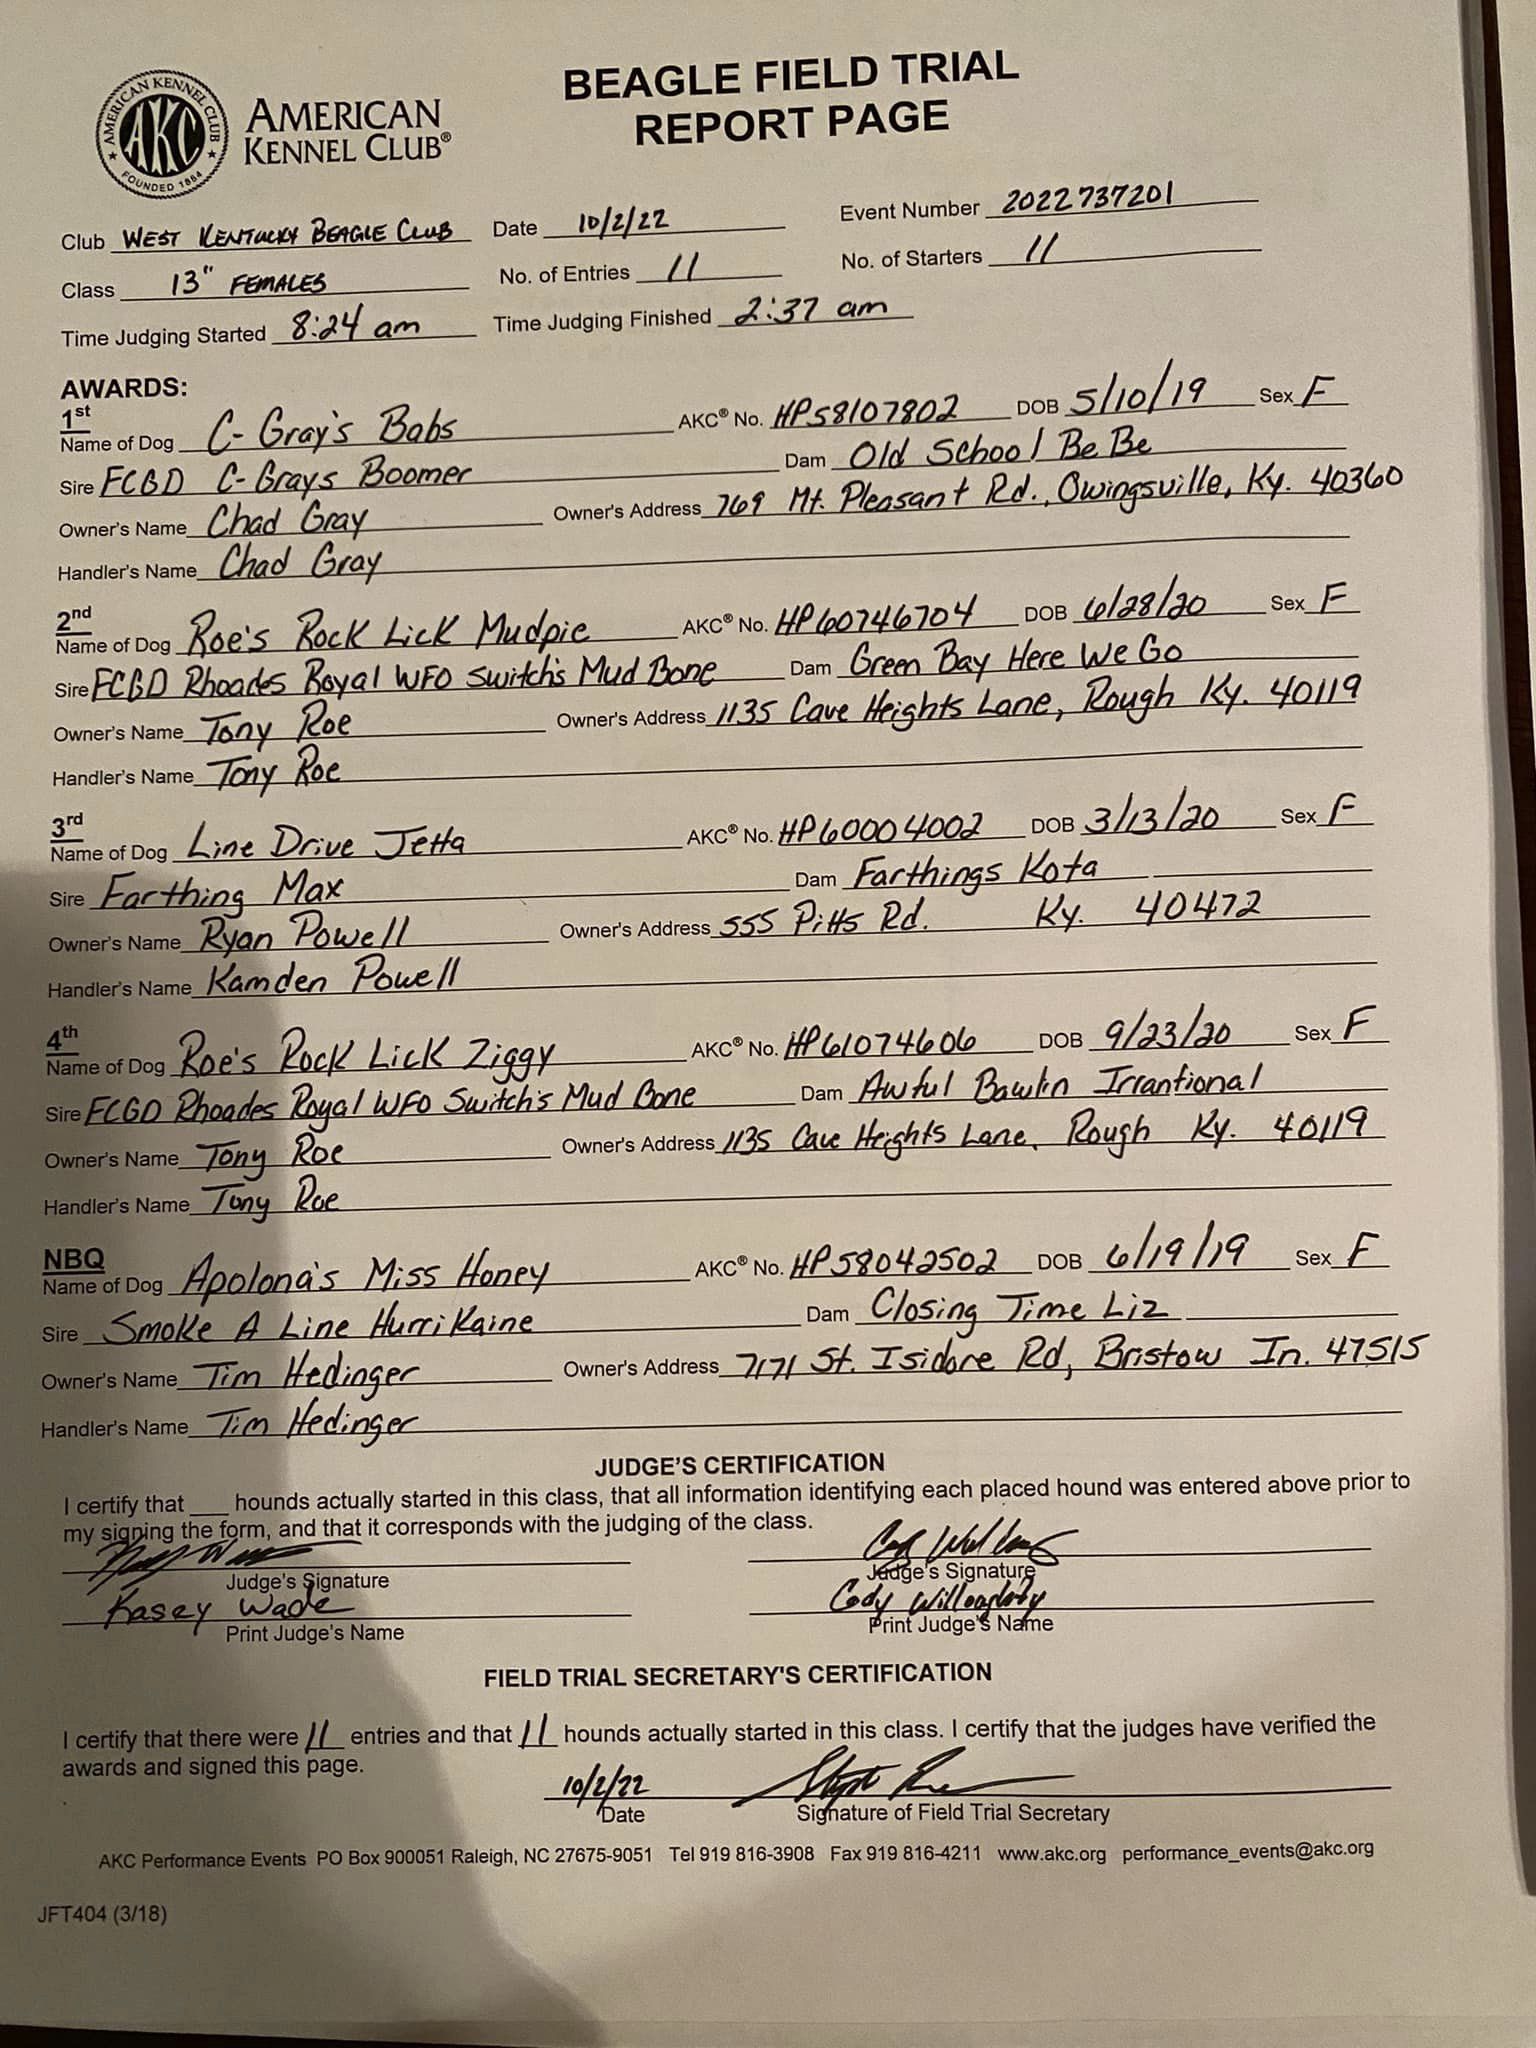 BEAGLE FIELD TRIAL
REPORT PAGE
AMERICAN KENNEL CLUB
AKC
FOUNDED 1884
AMERICAN
KENNEL CLUB®
Club WEST KENTUCKY BEAGLE CLUB Date 10/2/22 Event Number 2022737201
Class 13" FEMALES No. of Entries 11 No. of Starters 11
Time Judging Started 8:24 am Time Judging Finished 2:37 am
AWARDS:
1st
Name of Dog C-Gray's Babs AKC® No. HP58107802 DOB 5/10/19 Sex F
Sire FCGD C-Grays Boomer Dam Old School Be Be
Owner's Name Chad Gray Owner's Address 769 Mt. Pleasant Rd., Owingsville, Ky. 40360
Handler's Name Chad Gray
2nd
Name of Dog Roe's Rock Lick Mudpie AKC® No. HP60746704 DOB 6/28/20 Sex F
Sire FCGD Rhoades Royal WFO Switch's Mud Bone Dam Green Bay Here We Go
Owner's Name Tony Roe Owner's Address 1135 Cave Heights Lane, Rough Ky. 40119
Handler's Name Tony Roe
3rd
Name of Dog Line Drive Jetta AKC® No. HP60004002 DOB 3/13/20 Sex F
Sire Farthing Max Dam Farthings Kota
Owner's Name Ryan Powell Owner's Address 555 Pitts Rd. Ky. 40472
Handler's Name Kamden Powell
4th
Name of Dog Roe's Rock Lick Ziggy AKC® No. HP61074606 DOB 9/23/20 Sex F
Sire FCGD Rhoades Royal WFO Switch's Mud Bone Dam Awful Bawlin Irrantional
Owner's Name Tony Roe Owner's Address 1135 Cave Heights Lane, Rough Ky. 40119
Handler's Name Tony Roe
NBQ
Name of Dog Apolona's Miss Honey AKC® No. HP58042502 DOB 6/19/19 Sex F
Sire Smoke A Line HurriKaine Dam Closing Time Liz
Owner's Name Tim Hedinger Owner's Address 7171 St. Isidore Rd, Bristow In. 47515
Handler's Name Tim Hedinger
JUDGE'S CERTIFICATION
I certify that ___ hounds actually started in this class, that all information identifying each placed hound was entered above prior to
my signing the form, and that it corresponds with the judging of the class.
Judge's Signature Judge's Signature
Kasey Wade Cody Willoughby
Print Judge's Name Print Judge's Name
FIELD TRIAL SECRETARY'S CERTIFICATION
I certify that there were 11 entries and that 11 hounds actually started in this class. I certify that the judges have verified the
awards and signed this page.
10/2/22
Date Signature of Field Trial Secretary
AKC Performance Events PO Box 900051 Raleigh, NC 27675-9051 Tel 919 816-3908 Fax 919 816-4211 www.akc.org performance_events@akc.org
JFT404 (3/18)